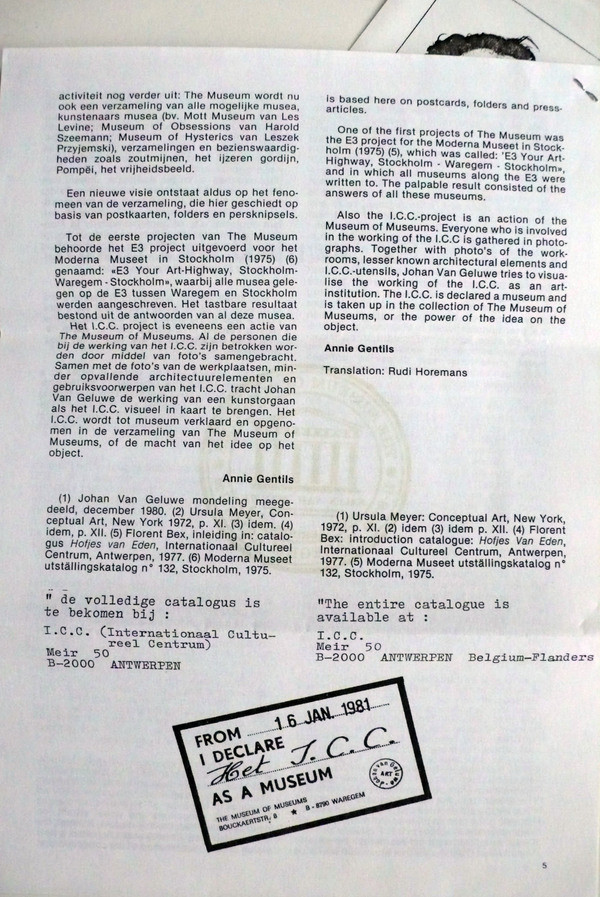 activiteit nog verder uit: The Museum wordt nu
ook een verzameling van alle mogelijke musea,
kunstenaars musea (bv. Mott Museum van Les
Levine; Museum of Obsessions van Harold
Szeemann; Museum of Hysterics van Leszek
Przyjemski), verzamelingen en bezienswaardig-
heden zoals zoutmijnen, het ijzeren gordijn,
Pompëi, het vrijheidsbeeld.
Een nieuwe visie ontstaat aldus op het feno-
meen van de verzameling, die hier geschiedt op
basis van postkaarten, folders en persknipsels.
Tot de eerste projecten van The Museum
behoorde het E3 project uitgevoerd voor het
Moderna Museet in Stockholm (1975) (6)
genaamd: «E3 Your Art-Highway, Stockholm-
Waregem - Stockholm», waarbij alle musea gele-
gen op de E3 tussen Waregem en Stockholm
werden aangeschreven. Het tastbare resultaat
bestond uit de antwoorden van al deze musea.
Het I.C.C. project is eveneens een actie van
The Museum of Museums. Al de personen die
bij de werking van het I.C.C. zijn betrokken wor-
den door middel van foto's samengebracht.
Samen met de foto's van de werkplaatsen, min-
der opvallende architectuurelementen en
gebruiksvoorwerpen van het I.C.C. tracht Johan
Van Geluwe de werking van een kunstorgaan
als het I.C.C. visueel in kaart te brengen. Het
I.C.C. wordt tot museum verklaard en opgeno-
men in de verzameling van The Museum of
Museums, of de macht van het idee op het
object.
Annie Gentils
(1) Johan Van Geluwe mondeling meege-
deeld, december 1980. (2) Ursula Meyer, Con-
ceptual Art, New York 1972, p. XI. (3) idem. (4)
idem, p. XII. (5) Florent Bex, inleiding in: catalo-
gus Hofjes van Eden, Internationaal Cultureel
Centrum, Antwerpen, 1977. (6) Moderna Museet
utställingskatalog n° 132, Stockholm, 1975.
" de volledige catalogus is
te bekomen bij :
I.C.C. (Internationaal Cultu-
reel Centrum)
Meir 50
B-2000 ANTWERPEN
is based here on postcards, folders and press-
articles.
One of the first projects of The Museum was
the E3 project for the Moderna Museet in Stock-
holm (1975) (5), which was called: 'E3 Your Art-
Highway, Stockholm - Waregem - Stockholm»,
and in which all museums along the E3 were
written to. The palpable result consisted of the
answers of all these museums.
Also the I.C.C.-project is an action of the
Museum of Museums. Everyone who is involved
in the working of the I.C.C is gathered in photo-
graphs. Together with photo's of the work-
rooms, lesser known architectural elements and
I.C.C.-utensils, Johan Van Geluwe tries to visua-
lise the working of the I.C.C. as an art-
institution. The I.C.C. is declared a museum and
is taken up in the collection of The Museum of
Museums, or the power of the idea on the
object.
Annie Gentils
Translation: Rudi Horemans
(1) Ursula Meyer: Conceptual Art, New York,
1972, p. XI. (2) idem (3) idem p. XII. (4) Florent
Bex: introduction catalogue: Hofjes Van Eden,
Internationaal Cultureel Centrum, Antwerpen,
1977. (5) Moderna Museet utställingskatalog n°
132, Stockholm, 1975.
"The entire catalogue is
available at :
I.C.C.
Meir 50
B-2000 ANTWERPEN Belgium-Flanders
FROM 16 JAN. 1981
I DECLARE
Het I.C.C.
AS A MUSEUM
THE MUSEUM OF MUSEUMS
BOUCKAERTSTR. 8 ★ B - 8790 WAREGEM
ART
5